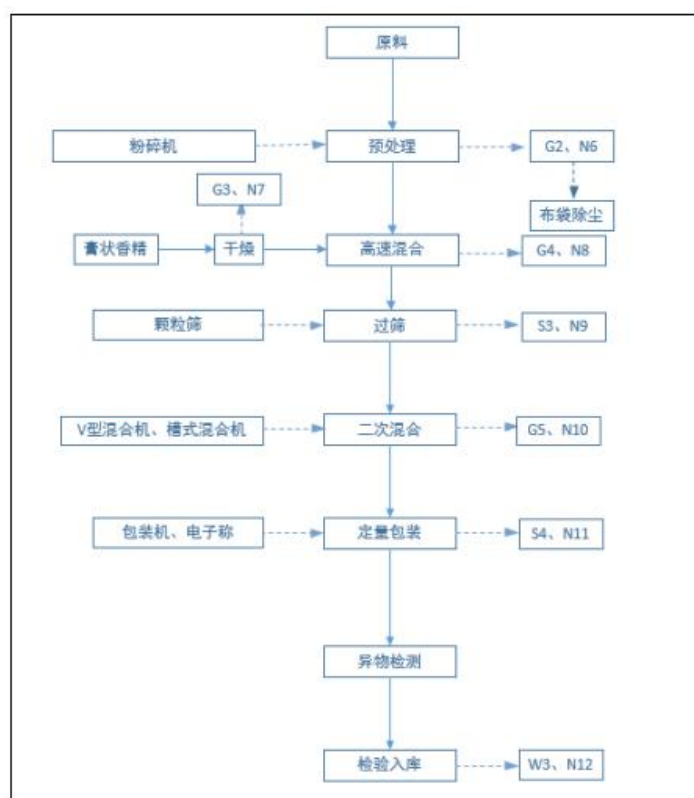 原料
粉碎机
预处理
G2、N6
G3、N7
布袋除尘
膏状香精
干燥
高速混合
G4、N8
颗粒筛
过筛
S3、N9
V型混合机、槽式混合机
二次混合
G5、N10
包装机、电子称
定量包装
S4、N11
异物检测
检验入库
W3、N12